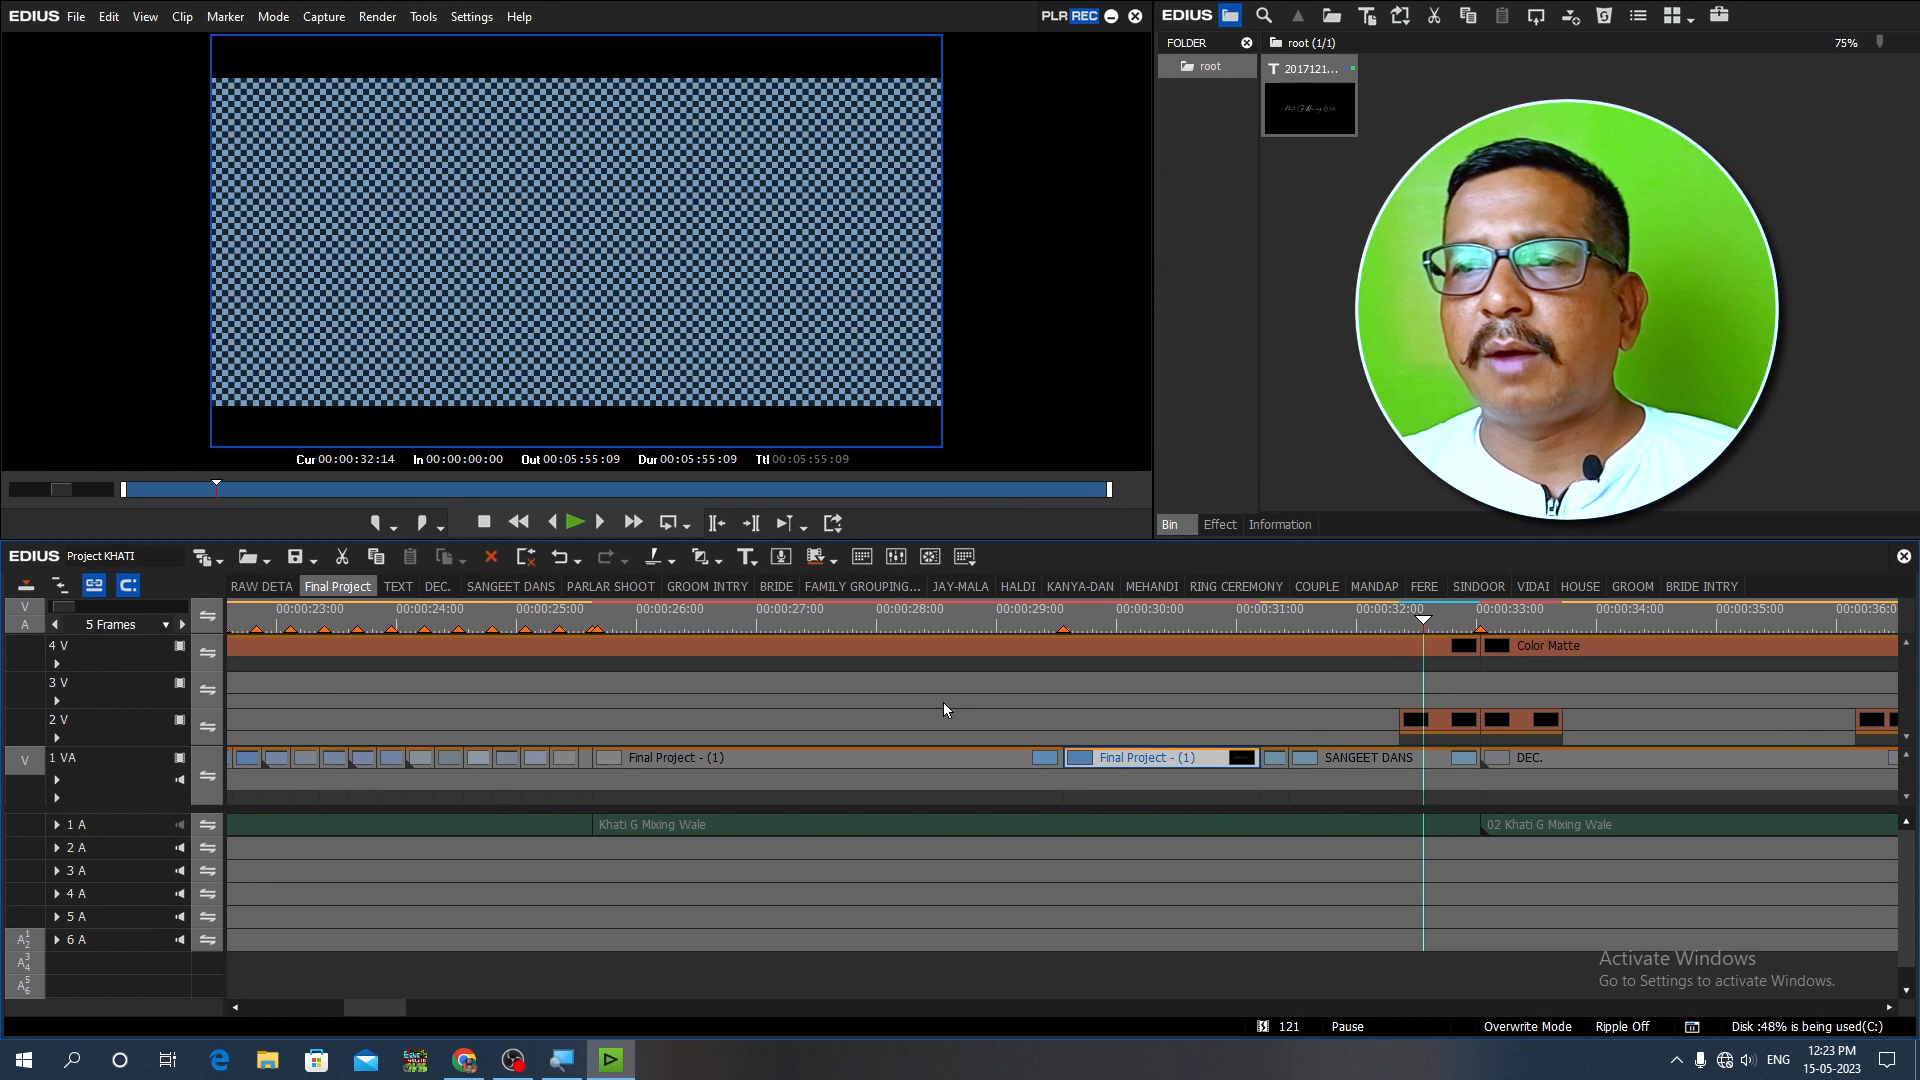 EDIUS File Edit View Clip Marker Mode Capture Render Tools Settings Help
PLR REC
EDIUS
FOLDER
root (1/1)
75%
root
T 2017121...
Cur 00:00:32:14 In 00:00:00:00 Out 00:05:55:09 Dur 00:05:55:09 Ttl 00:05:55:09
Bin Effect Information
EDIUS Project KHATI
RAW DETA Final Project TEXT DEC. SANGEET DANS PARLAR SHOOT GROOM INTRY BRIDE FAMILY GROUPING... JAY-MALA HALDI KANYA-DAN MEHANDI RING CEREMONY COUPLE MANDAP FERE SINDOOR VIDAI HOUSE GROOM BRIDE INTRY
V
A
5 Frames
00:00:23:00 00:00:24:00 00:00:25:00 00:00:26:00 00:00:27:00 00:00:28:00 00:00:29:00 00:00:30:00 00:00:31:00 00:00:32:00 00:00:33:00 00:00:34:00 00:00:35:00 00:00:36:0
4 V
Color Matte
3 V
2 V
V
1 VA
Final Project - (1)
Final Project - (1)
SANGEET DANS
DEC.
1 A
Khati G Mixing Wale
02 Khati G Mixing Wale
2 A
3 A
4 A
5 A
A12
6 A
A34
A56
Activate Windows
Go to Settings to activate Windows.
121 Pause Overwrite Mode Ripple Off Disk :48% is being used(C:)
ENG
12:23 PM
15-05-2023